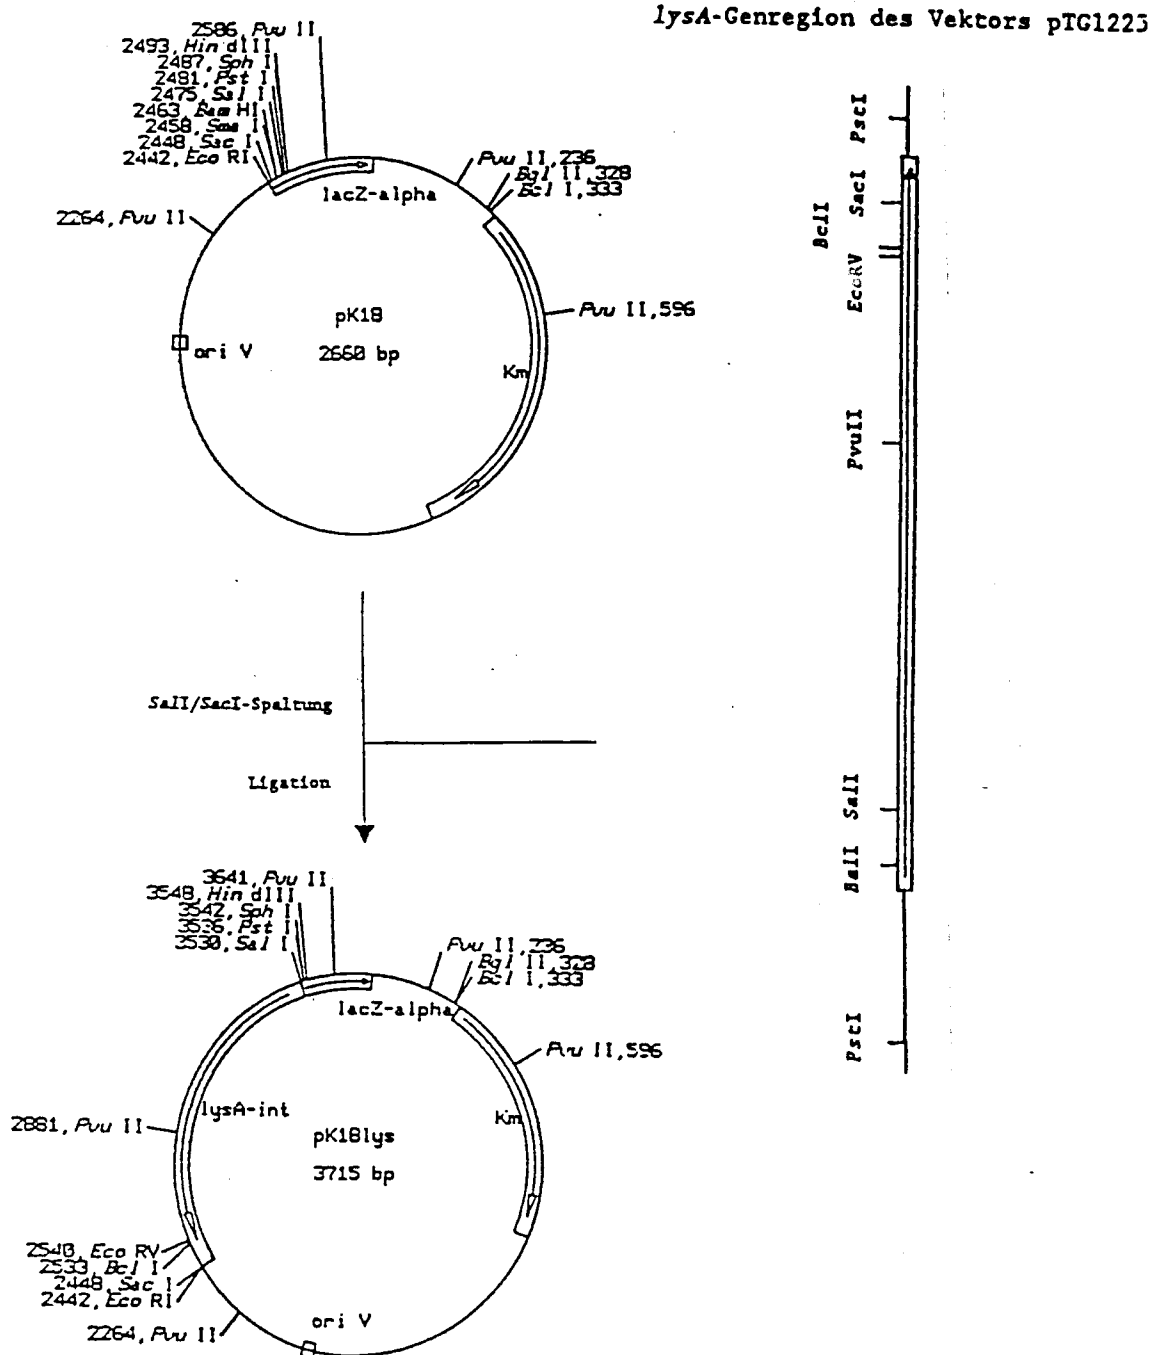 lysA-Genregion des Vektors pTG1223
2586, Pvu II
2493, Hin dIII
2487, Sph I
2481, Pst I
2475, Sal I
2463, Bam HI
2458, Sma I
2448, Sac I
2442, Eco RI
2264, Pvu II
lacZ-alpha
Pvu II, 236
Bgl II, 328
Bcl I, 333
Pvu II, 596
pK18
2660 bp
ori V
Km
SalI/SacI-Spaltung
Ligation
PstI
SacI
BclI
EcoRV
PvuII
SalI
BalI
PstI
3641, Pvu II
3548, Hin dIII
3542, Sph I
3536, Pst I
3530, Sal I
lacZ-alpha
Pvu II, 236
Bgl II, 328
Bcl I, 333
Pvu II, 596
lysA-int
2881, Pvu II
Km
pK18lys
3715 bp
2548, Eco RV
2533, Bcl I
2448, Sac I
2442, Eco RI
2264, Pvu II
ori V